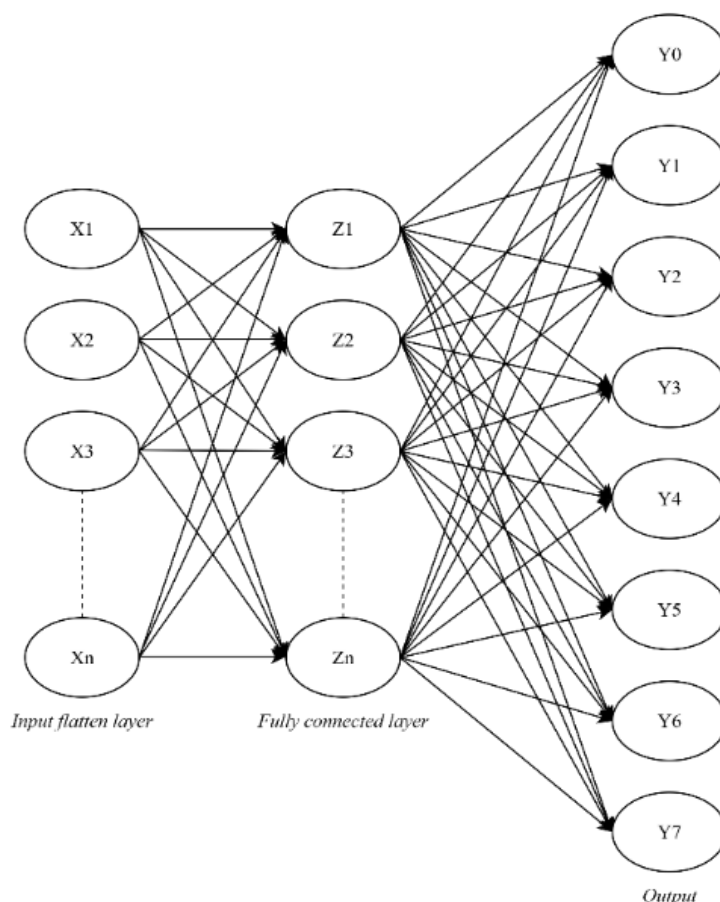 Y0
Y1
X1
Z1
Y2
X2
Z2
Y3
X3
Z3
Y4
Y5
Xn
Zn
Y6
Input flatten layer
Fully connected layer
Y7
Output